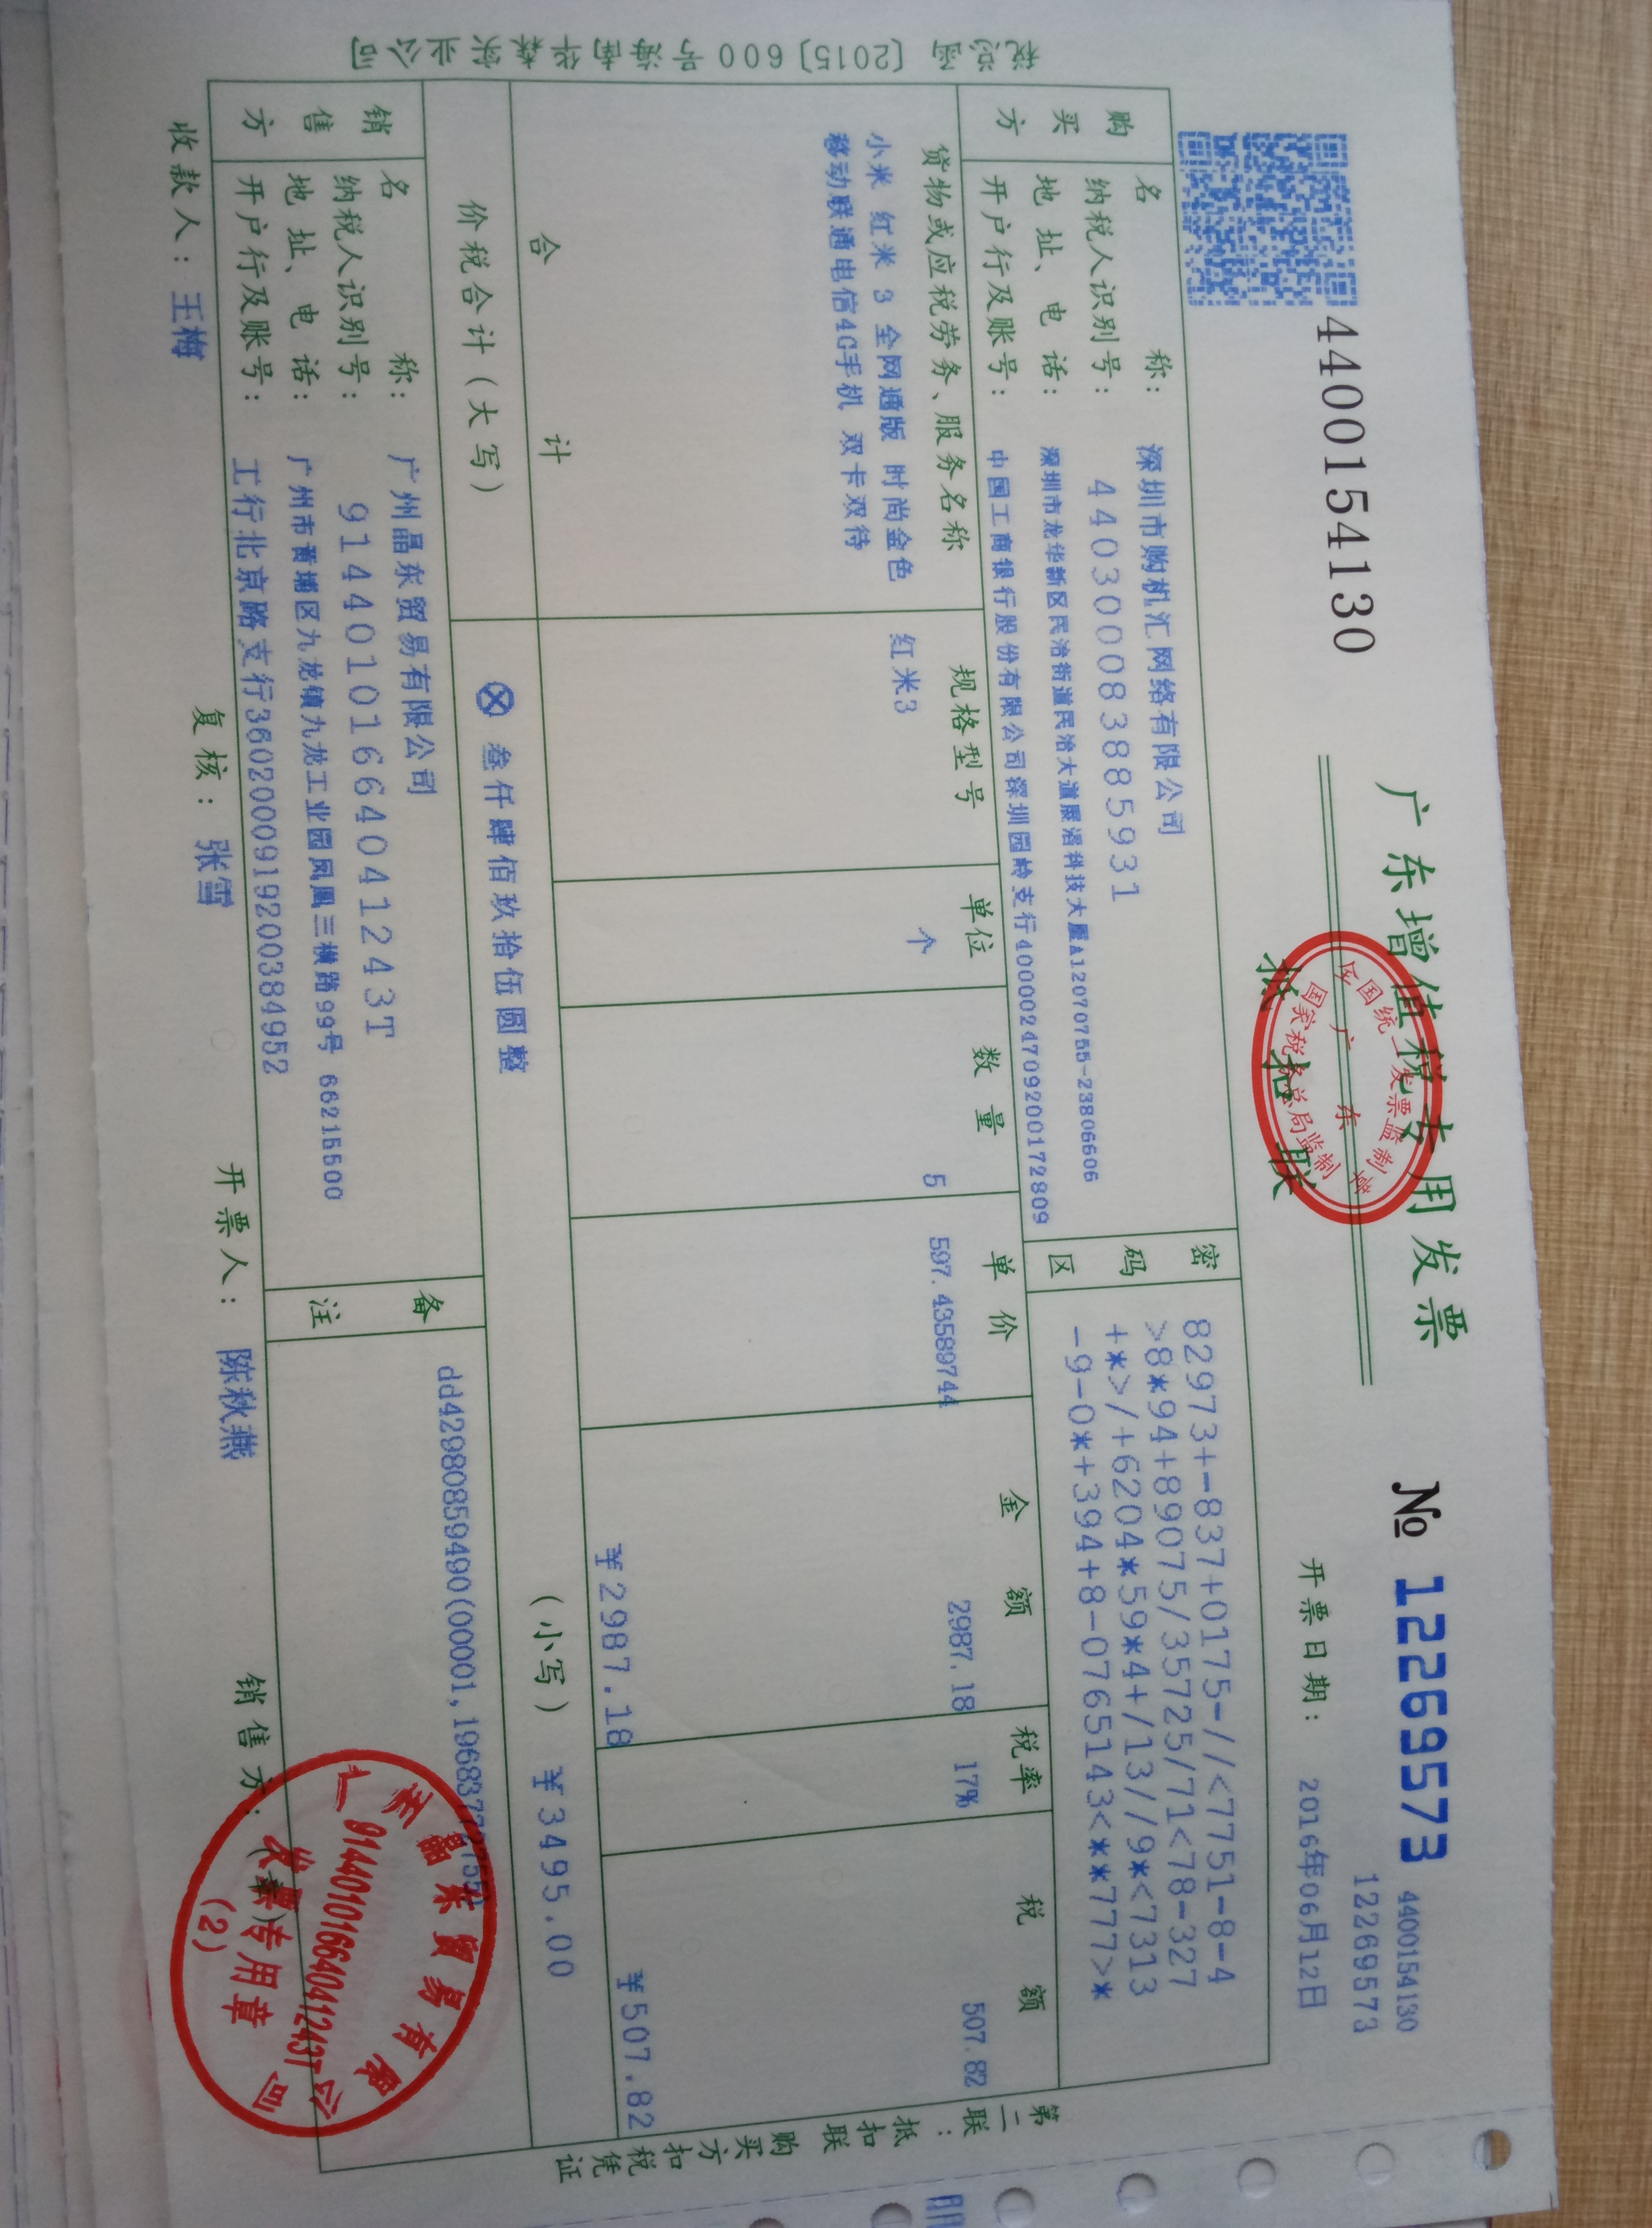 4400154130
广东增值税专用发票
抵扣联
№ 12269573
4400154130
12269573
开票日期: 2016年06月12日
全国统一发票监制章
广东
国家税务总局监制
税总函〔2015〕600号海南华森实业公司
购买方
名称: 深圳市购机汇网络有限公司
纳税人识别号: 440300083885931
地址、电话: 深圳市龙华新区民治街道民治大道展滔科技大厦A12070755-23806606
开户行及账号: 中国工商银行股份有限公司深圳园岭支行4000024709200172809
密码区
82973+-837+0175-//<7751-8-4
>8*94+89075/35725/71<78-327
+*>/+6204*59*4+/13//9*<7313
-9-0*+394+8-0765143<**777>*
货物或应税劳务、服务名称 规格型号 单位 数量 单价 金额 税率 税额
小米 红米 3 全网通版 时尚金色 红米3 个 5 597.43589744 2987.18 17% 507.82
移动联通电信4G手机 双卡双待
合计 ¥2987.18 ¥507.82
价税合计(大写) ⊗ 叁仟肆佰玖拾伍圆整 (小写) ¥3495.00
销售方
名称: 广州晶东贸易有限公司
纳税人识别号: 91440101664041243T
地址、电话: 广州市黄埔区九龙镇九龙工业园凤凰三横路99号 66215500
开户行及账号: 工行北京路支行3602000919200384952
备注
dd42980859490(00001,19683727755)
收款人: 王梅
复核: 张雪
开票人: 陈秋燕
销售方: (章)
广州晶东贸易有限公司
91440101664041243T
发票专用章
(2)
第二联:抵扣联 购买方扣税凭证